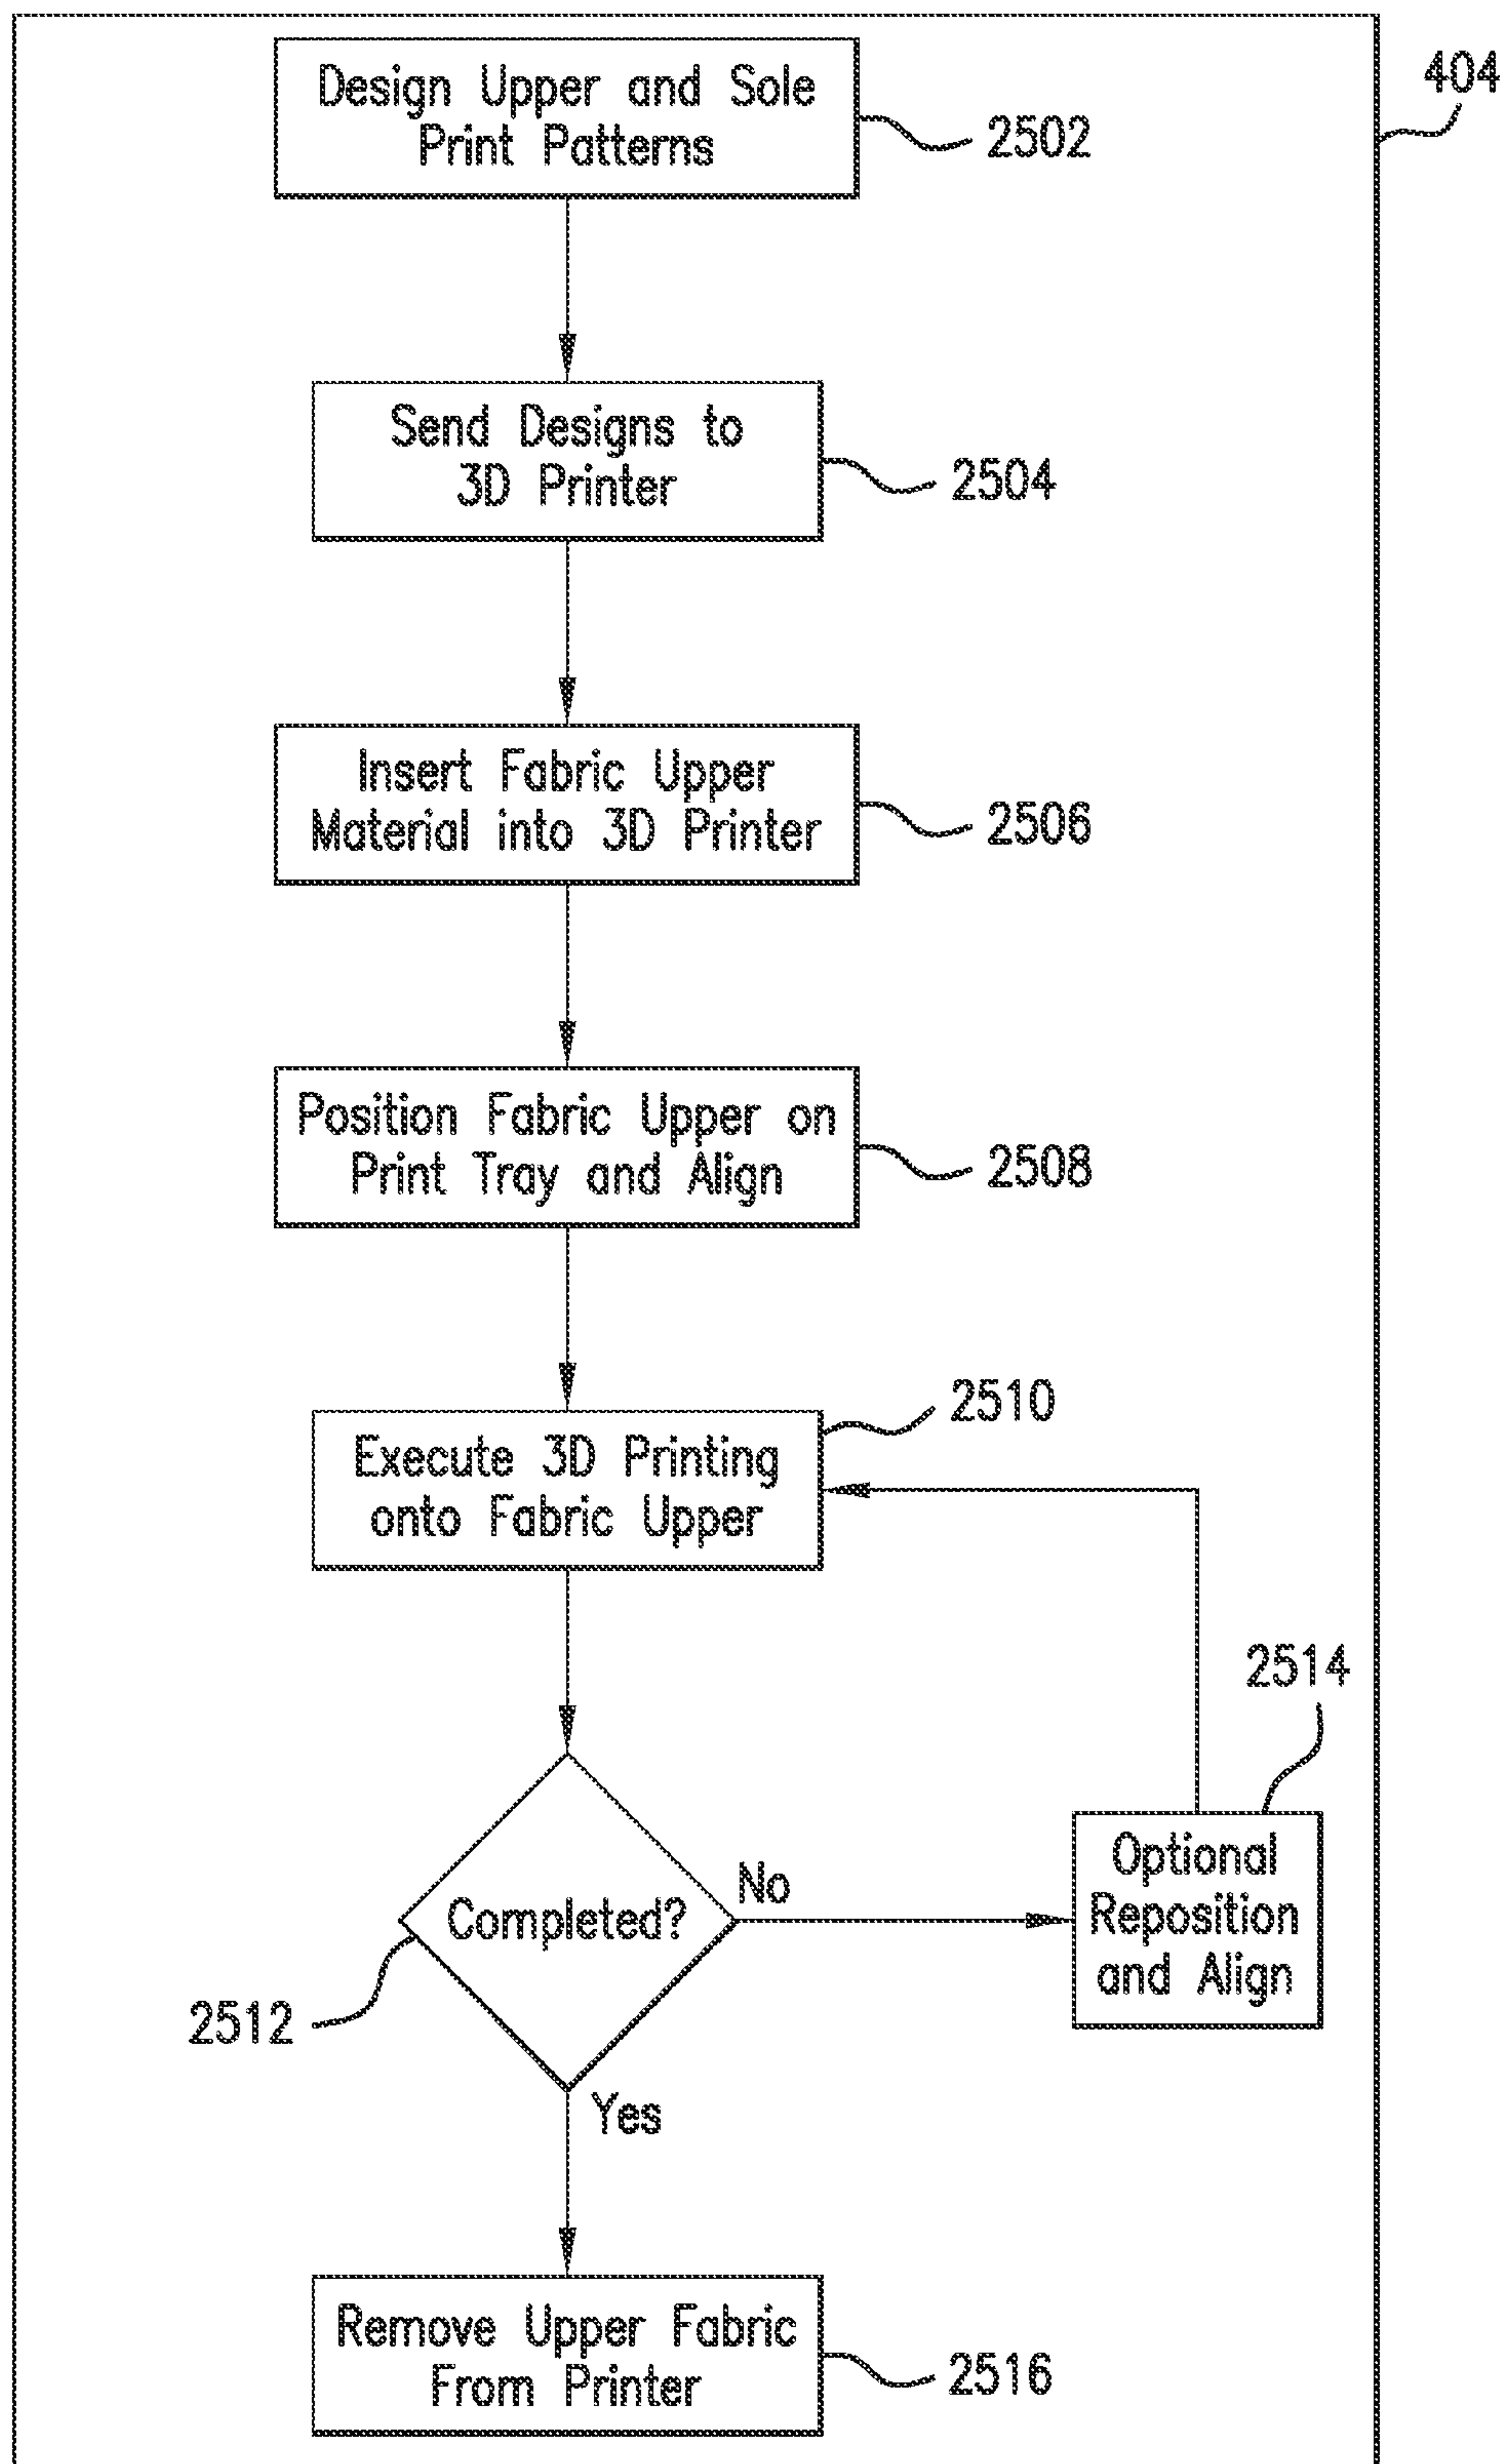 404
Design Upper and Sole
Print Patterns
2502
Send Designs to
3D Printer
2504
Insert Fabric Upper
Material into 3D Printer
2506
Position Fabric Upper on
Print Tray and Align
2508
2510
Execute 3D Printing
onto Fabric Upper
2514
Completed?
No
Optional
Reposition
and Align
2512
Yes
Remove Upper Fabric
From Printer
2516